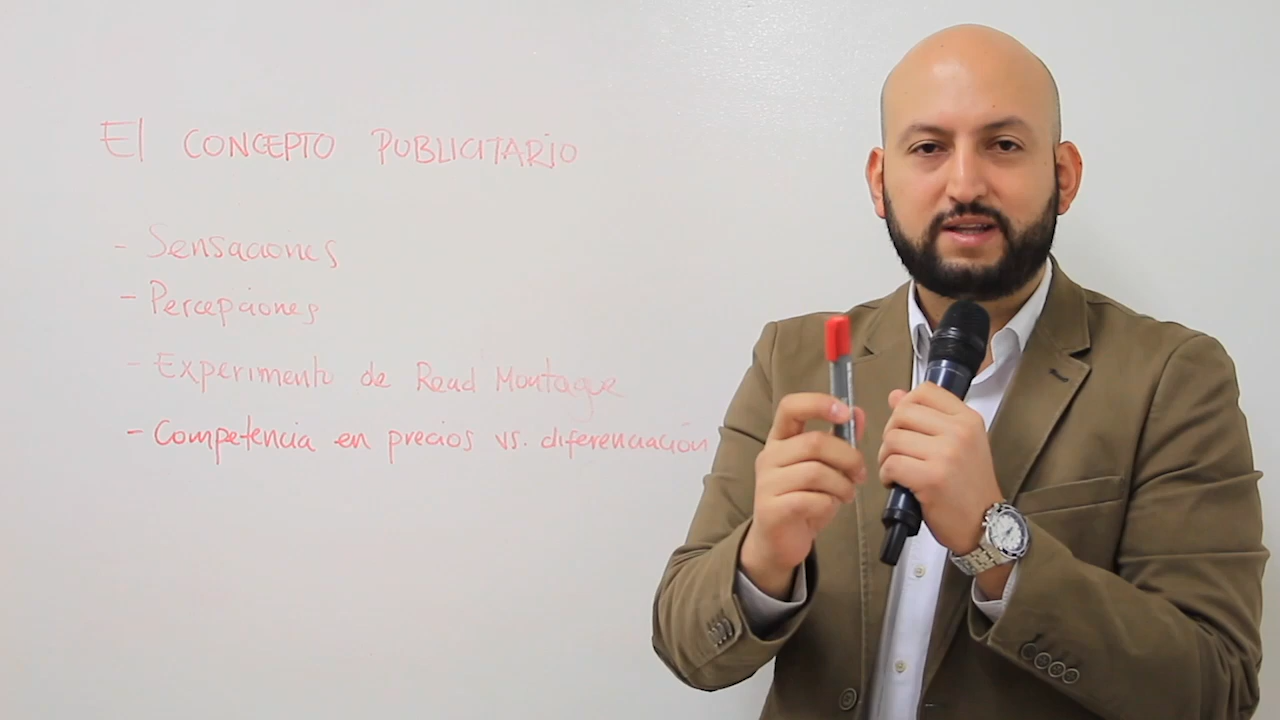 El CONCEPTO PUBLICITARIO
- Sensaciones
- Percepciones
- Experimento de Read Montague
- Competencia en precios vs. diferenciación